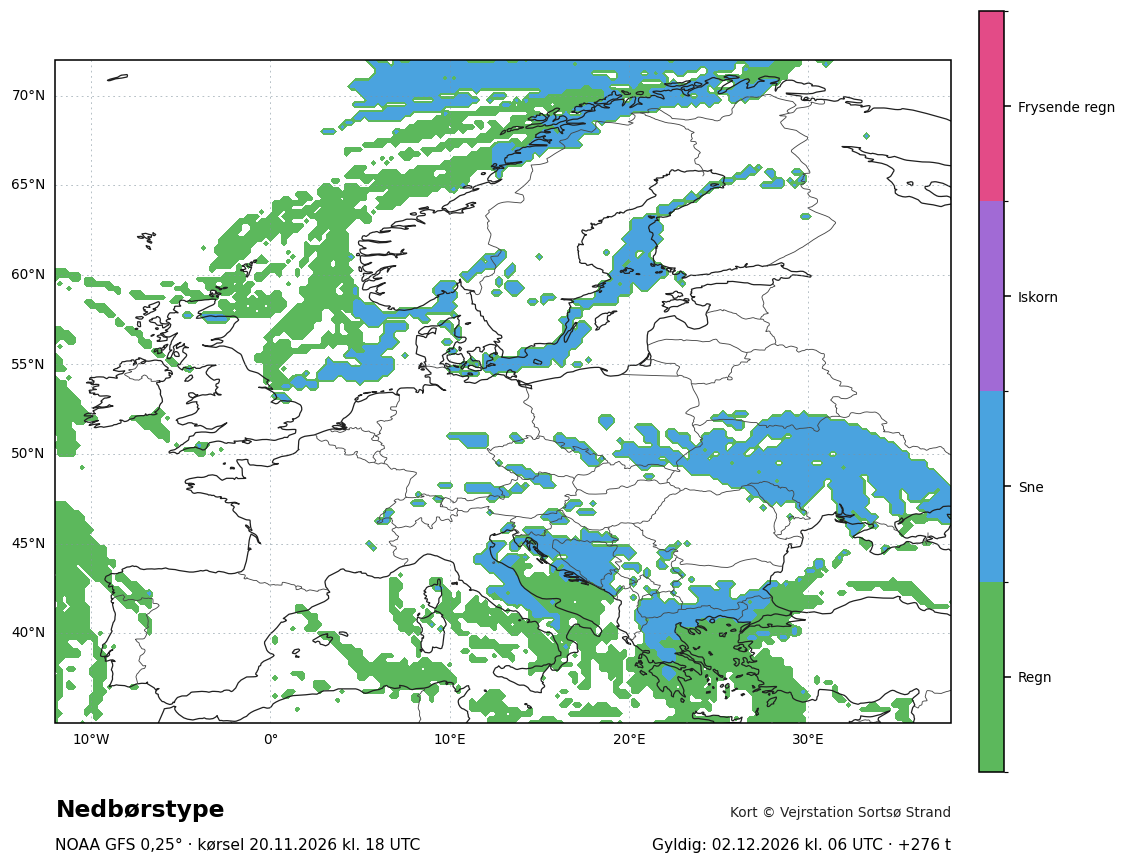 70°N
65°N
60°N
55°N
50°N
45°N
40°N
10°W
0°
10°E
20°E
30°E
Frysende regn
Iskorn
Sne
Regn
Nedbørstype
Kort © Vejrstation Sortsø Strand
NOAA GFS 0,25° · kørsel 20.11.2026 kl. 18 UTC
Gyldig: 02.12.2026 kl. 06 UTC · +276 t